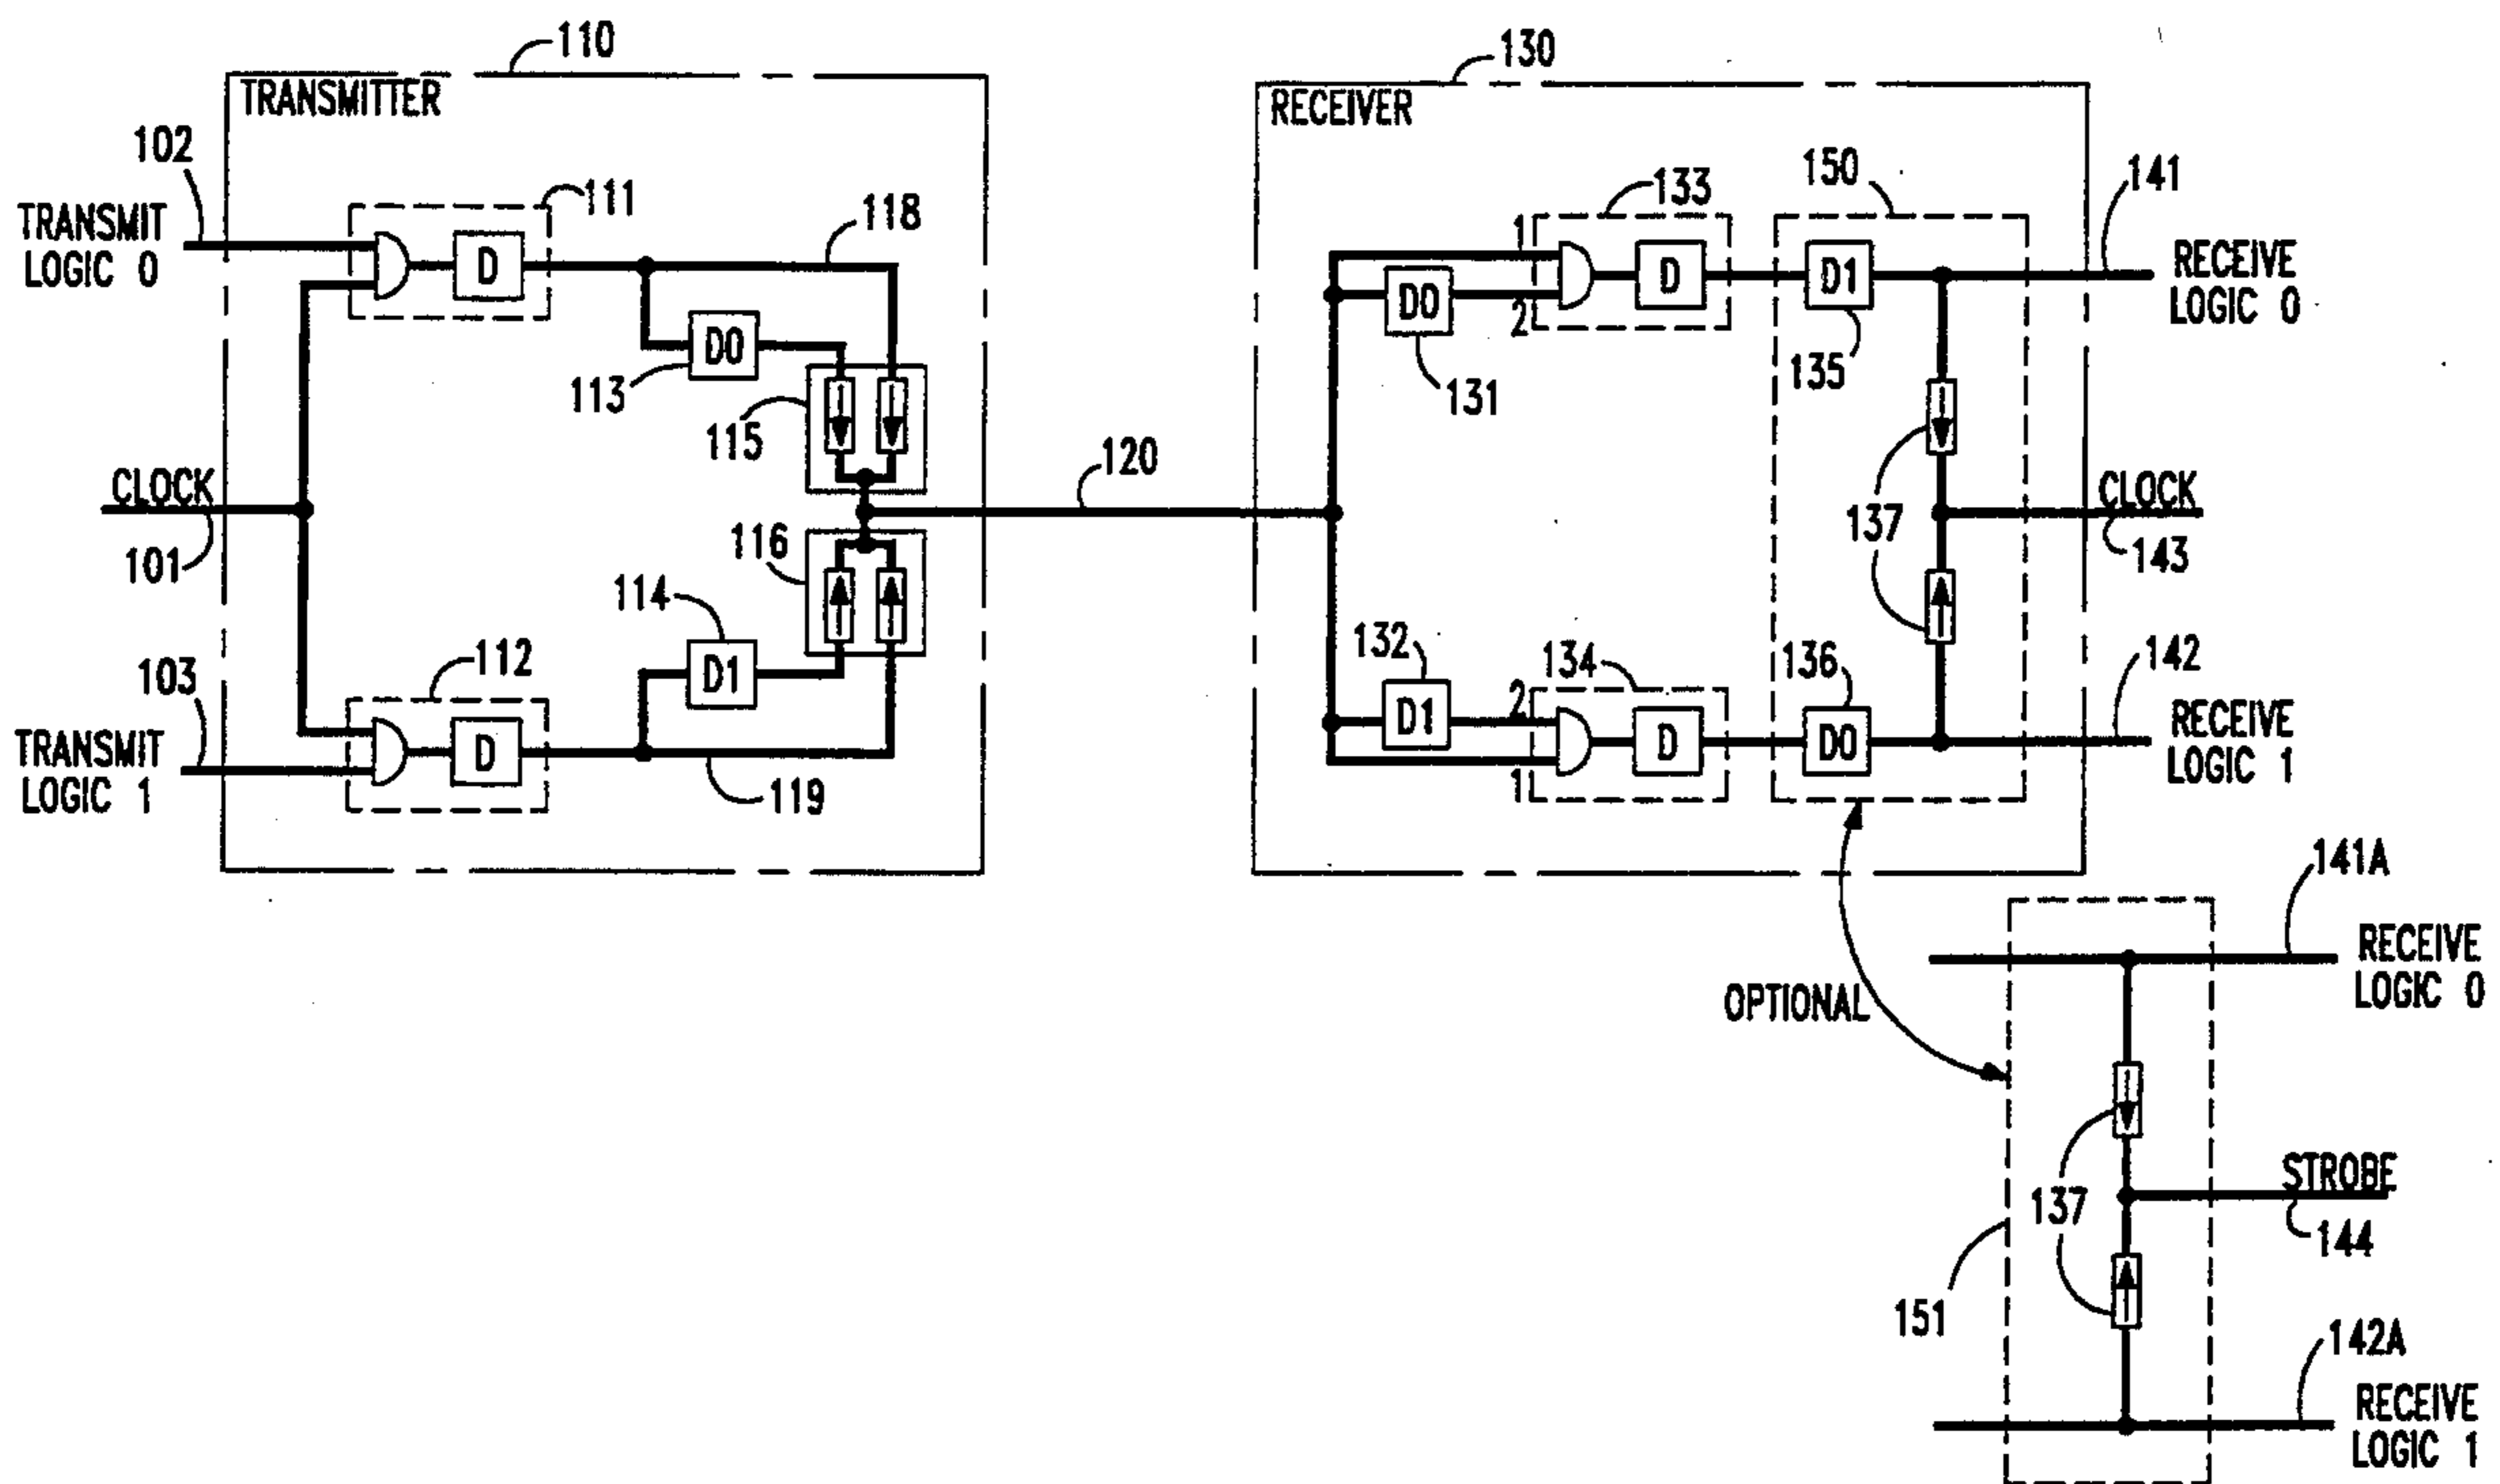 110
TRANSMITTER
102
TRANSMIT
LOGIC 0
111
D
118
D0
113
115
CLOCK
101
120
116
114
D1
112
103
TRANSMIT
LOGIC 1
D
119
130
RECEIVER
133
150
141
1
D0
2
D
D1
RECEIVE
LOGIC 0
131
135
137
CLOCK
143
132
134
136
142
D1
2
D
D0
1
RECEIVE
LOGIC 1
141A
RECEIVE
LOGIC 0
OPTIONAL
137
STROBE
144
151
142A
RECEIVE
LOGIC 1